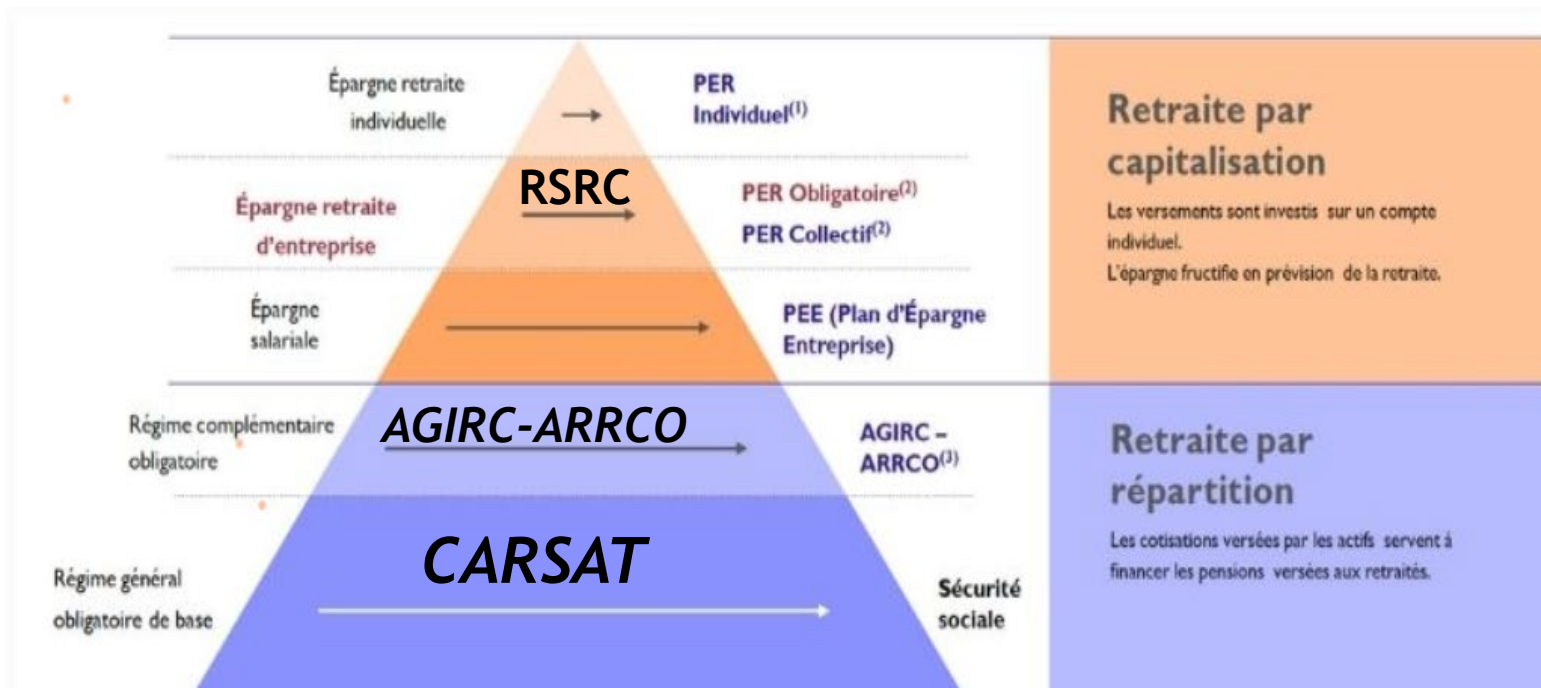 Épargne retraite
individuelle
PER
Individuel(1)
RSRC
Épargne retraite
d'entreprise
PER Obligatoire(2)
PER Collectif(2)
Épargne
salariale
PEE (Plan d'Épargne
Entreprise)
Retraite par
capitalisation
Les versements sont investis sur un compte
individuel.
L'épargne fructifie en prévision de la retraite.
Régime complémentaire
obligatoire
AGIRC-ARRCO
AGIRC –
ARRCO(3)
Régime général
obligatoire de base
CARSAT
Sécurité
sociale
Retraite par
répartition
Les cotisations versées par les actifs servent à
financer les pensions versées aux retraités.